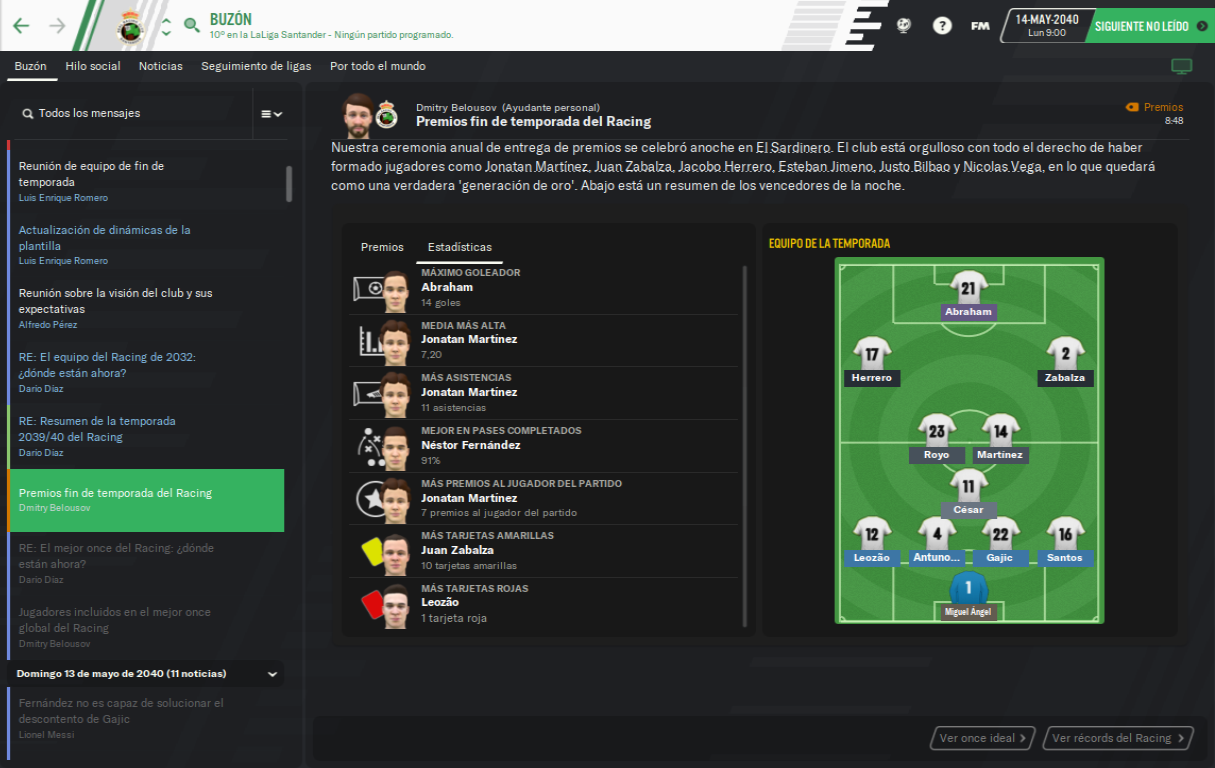 BUZÓN
10º en la LaLiga Santander - Ningún partido programado.
?
FM
14-MAY-2040
Lun 9:00
SIGUIENTE NO LEÍDO
Buzón
Hilo social
Noticias
Seguimiento de ligas
Por todo el mundo
Todos los mensajes
Reunión de equipo de fin de
temporada
Luis Enrique Romero
Actualización de dinámicas de la
plantilla
Luis Enrique Romero
Reunión sobre la visión del club y sus
expectativas
Alfredo Pérez
RE: El equipo del Racing de 2032:
¿dónde están ahora?
Darío Díaz
RE: Resumen de la temporada
2039/40 del Racing
Darío Díaz
Premios fin de temporada del Racing
Dmitry Belousov
RE: El mejor once del Racing: ¿dónde
están ahora?
Darío Díaz
Jugadores incluidos en el mejor once
global del Racing
Dmitry Belousov
Domingo 13 de mayo de 2040 (11 noticias)
Fernández no es capaz de solucionar el
descontento de Gajic
Lionel Messi
Dmitry Belousov (Ayudante personal)
Premios fin de temporada del Racing
Premios
8:48
Nuestra ceremonia anual de entrega de premios se celebró anoche en El Sardinero. El club está orgulloso con todo el derecho de haber
formado jugadores como Jonatan Martínez, Juan Zabalza, Jacobo Herrero, Esteban Jimeno, Justo Bilbao y Nicolas Vega, en lo que quedará
como una verdadera 'generación de oro'. Abajo está un resumen de los vencedores de la noche.
Premios
Estadísticas
MÁXIMO GOLEADOR
Abraham
14 goles
MEDIA MÁS ALTA
Jonatan Martínez
7,20
MÁS ASISTENCIAS
Jonatan Martínez
11 asistencias
MEJOR EN PASES COMPLETADOS
Néstor Fernández
91%
MÁS PREMIOS AL JUGADOR DEL PARTIDO
Jonatan Martínez
7 premios al jugador del partido
MÁS TARJETAS AMARILLAS
Juan Zabalza
10 tarjetas amarillas
MÁS TARJETAS ROJAS
Leozão
1 tarjeta roja
EQUIPO DE LA TEMPORADA
21
Abraham
17
2
Herrero
Zabalza
23
14
Royo
Martínez
11
César
12
4
22
16
Leozão
Antuno...
Gajic
Santos
1
Miguel Ángel
Ver once ideal
Ver récords del Racing